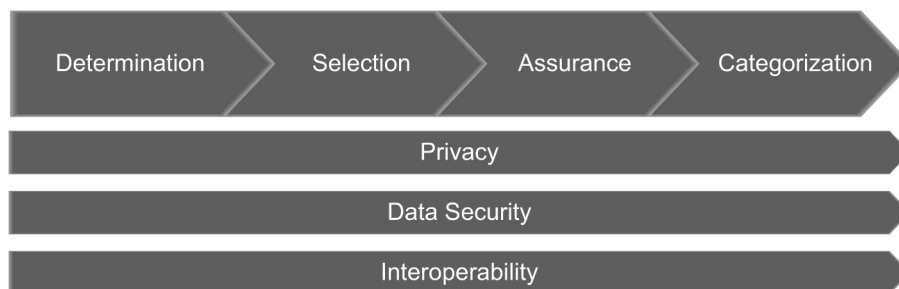 Determination Selection Assurance Categorization
Privacy
Data Security
Interoperability